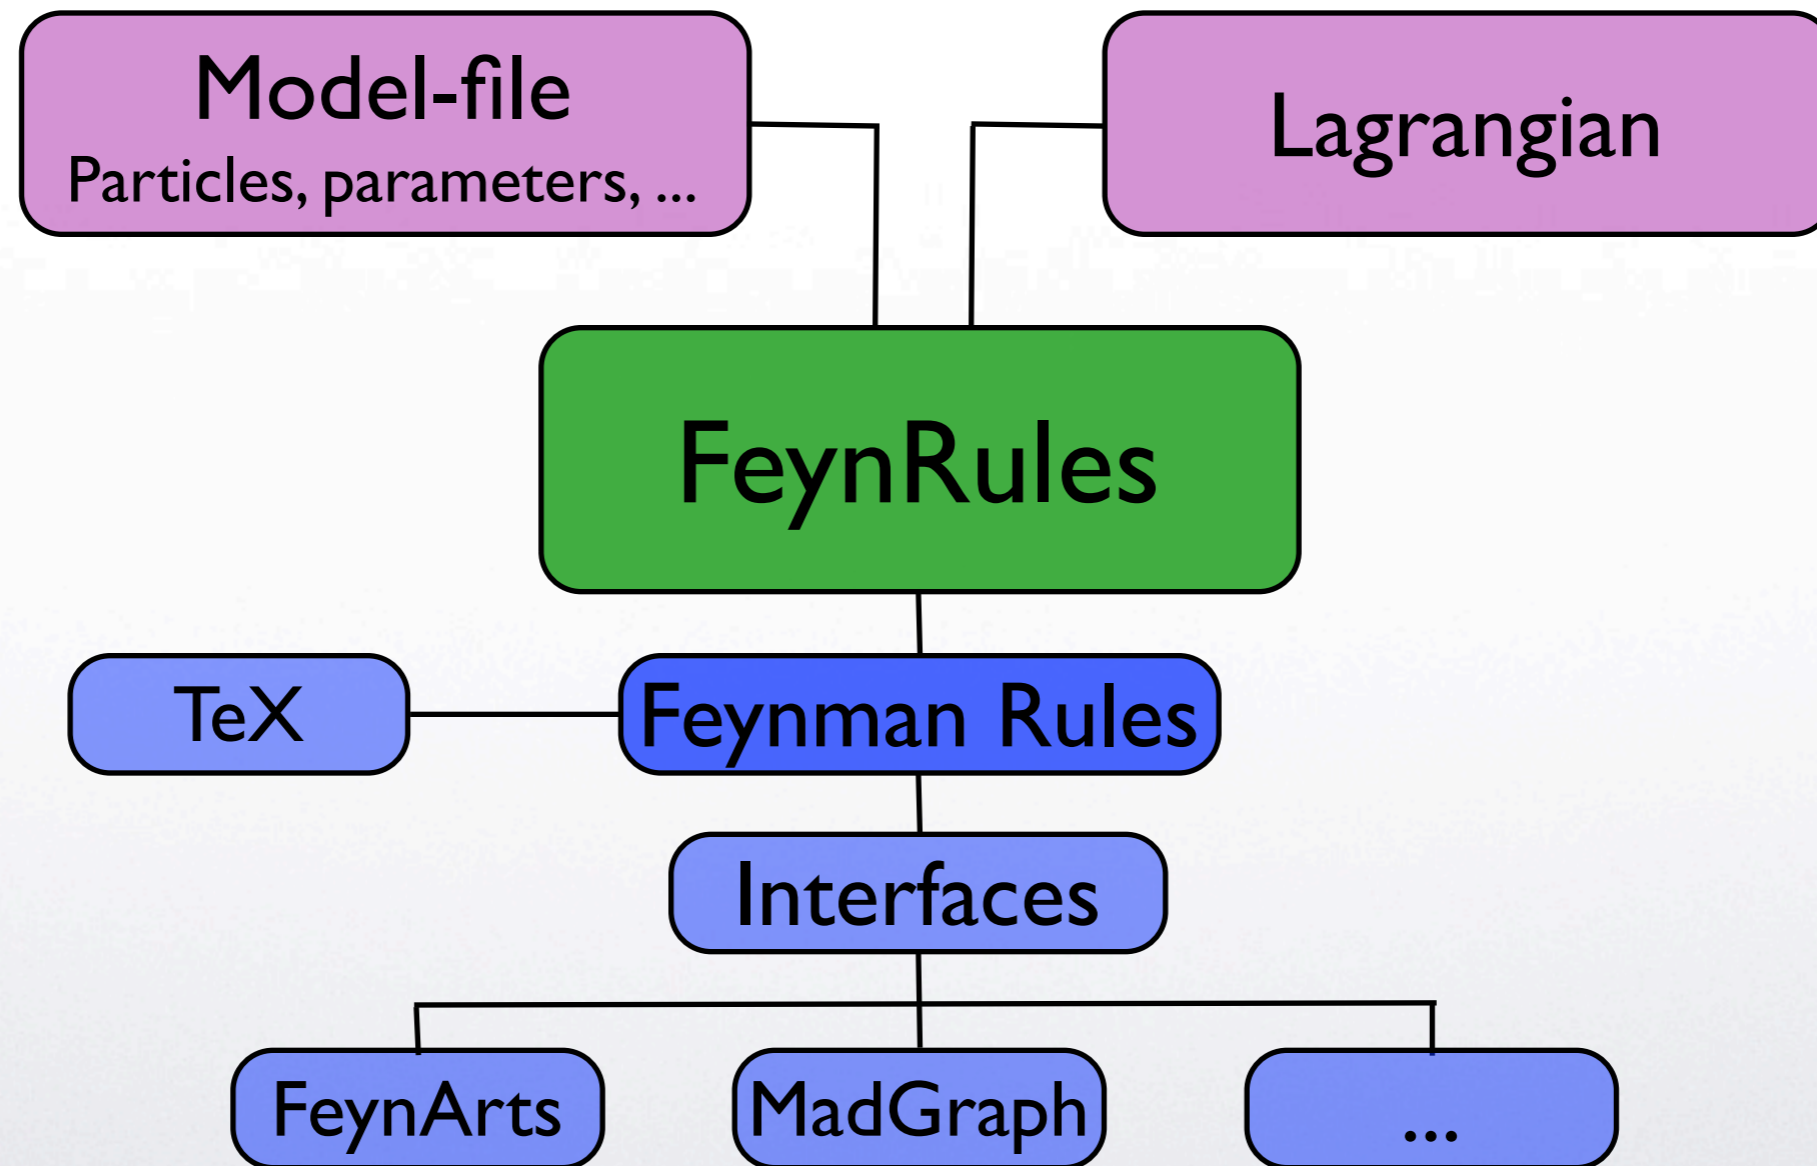 Model-file
Particles, parameters, ...
Lagrangian
FeynRules
TeX
Feynman Rules
Interfaces
FeynArts
MadGraph
...